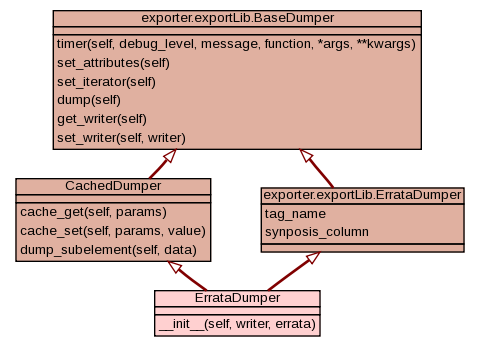 exporter.exportLib.BaseDumper
timer(self, debug_level, message, function, *args, **kwargs)
set_attributes(self)
set_iterator(self)
dump(self)
get_writer(self)
set_writer(self, writer)
CachedDumper
cache_get(self, params)
cache_set(self, params, value)
dump_subelement(self, data)
exporter.exportLib.ErrataDumper
tag_name
synposis_column
ErrataDumper
__init__(self, writer, errata)